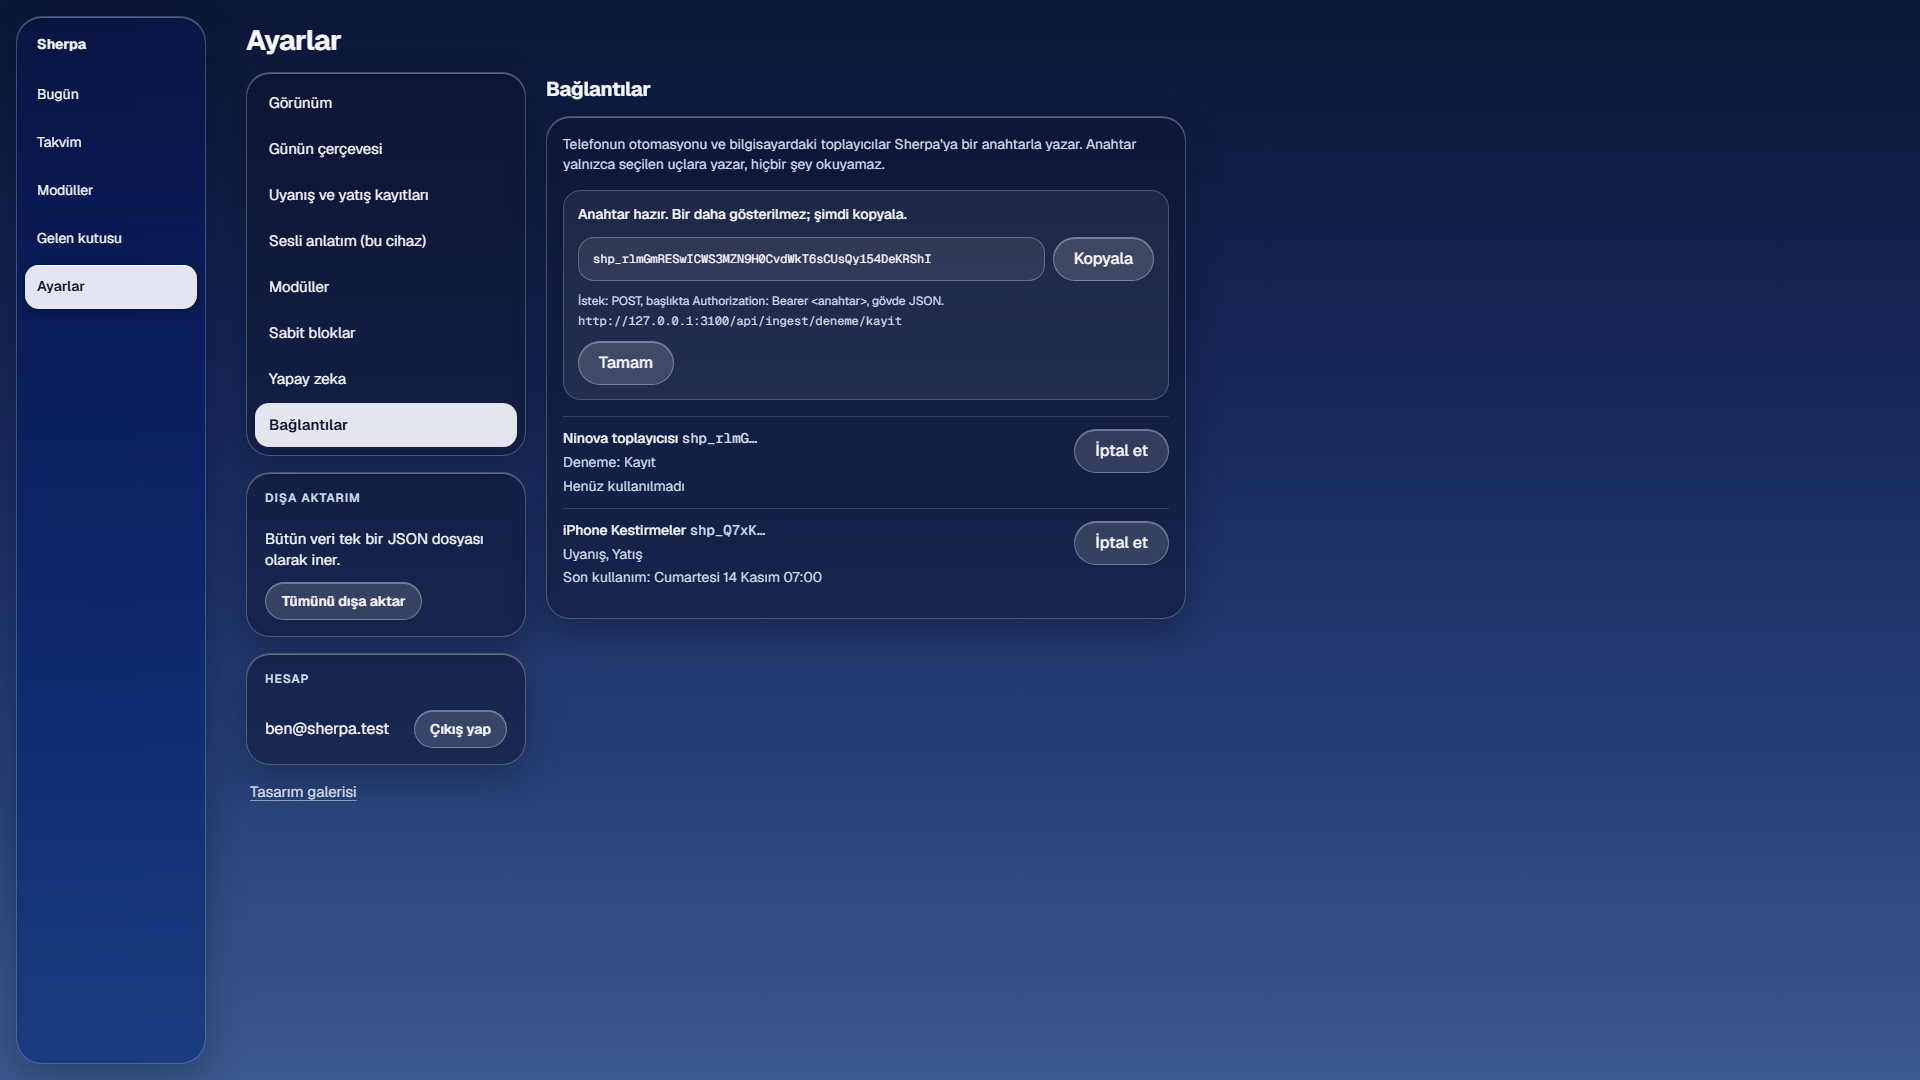 Sherpa
Bugün
Takvim
Modüller
Gelen kutusu
Ayarlar
Ayarlar
Görünüm
Günün çerçevesi
Uyanış ve yatış kayıtları
Sesli anlatım (bu cihaz)
Modüller
Sabit bloklar
Yapay zeka
Bağlantılar
DIŞA AKTARIM
Bütün veri tek bir JSON dosyası
olarak iner.
Tümünü dışa aktar
HESAP
ben@sherpa.test
Çıkış yap
Tasarım galerisi
Bağlantılar
Telefonun otomasyonu ve bilgisayardaki toplayıcılar Sherpa'ya bir anahtarla yazar. Anahtar
yalnızca seçilen uçlara yazar, hiçbir şey okuyamaz.
Anahtar hazır. Bir daha gösterilmez; şimdi kopyala.
shp_rlmGmRESwICWS3MZN9H0CvdWkT6sCUsQy154DeKRShI
Kopyala
İstek: POST, başlıkta Authorization: Bearer <anahtar>, gövde JSON.
http://127.0.0.1:3100/api/ingest/deneme/kayit
Tamam
Ninova toplayıcısı shp_rlmG…
Deneme: Kayıt
Henüz kullanılmadı
İptal et
iPhone Kestirmeler shp_Q7xK…
Uyanış, Yatış
Son kullanım: Cumartesi 14 Kasım 07:00
İptal et